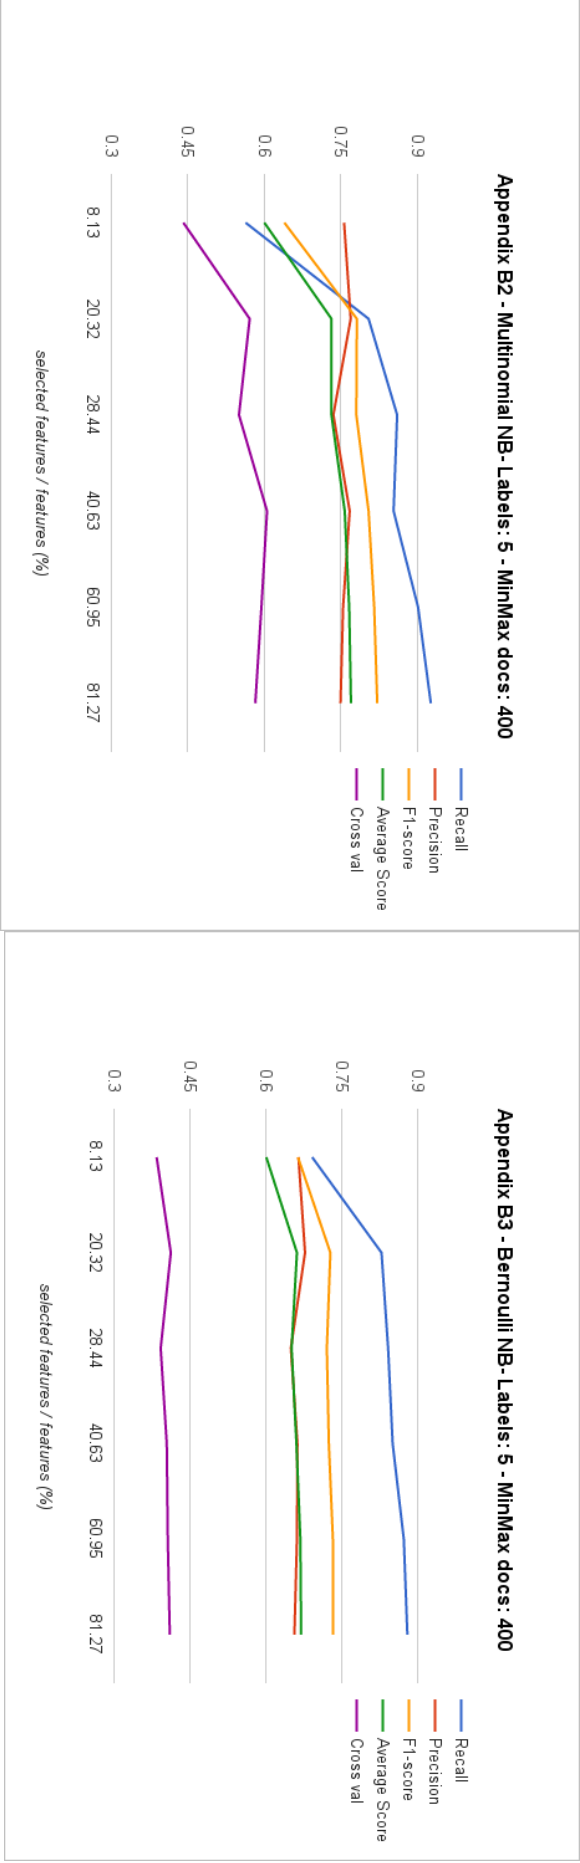 Appendix B2 - Multinomial NB- Labels: 5 - MinMax docs: 400
0.9
0.75
0.6
0.45
0.3
8.13
20.32
28.44
40.63
60.95
81.27
selected features / features (%)
Recall
Precision
F1-score
Average Score
Cross val
Appendix B3 - Bernoulli NB- Labels: 5 - MinMax docs: 400
0.9
0.75
0.6
0.45
0.3
8.13
20.32
28.44
40.63
60.95
81.27
selected features / features (%)
Recall
Precision
F1-score
Average Score
Cross val